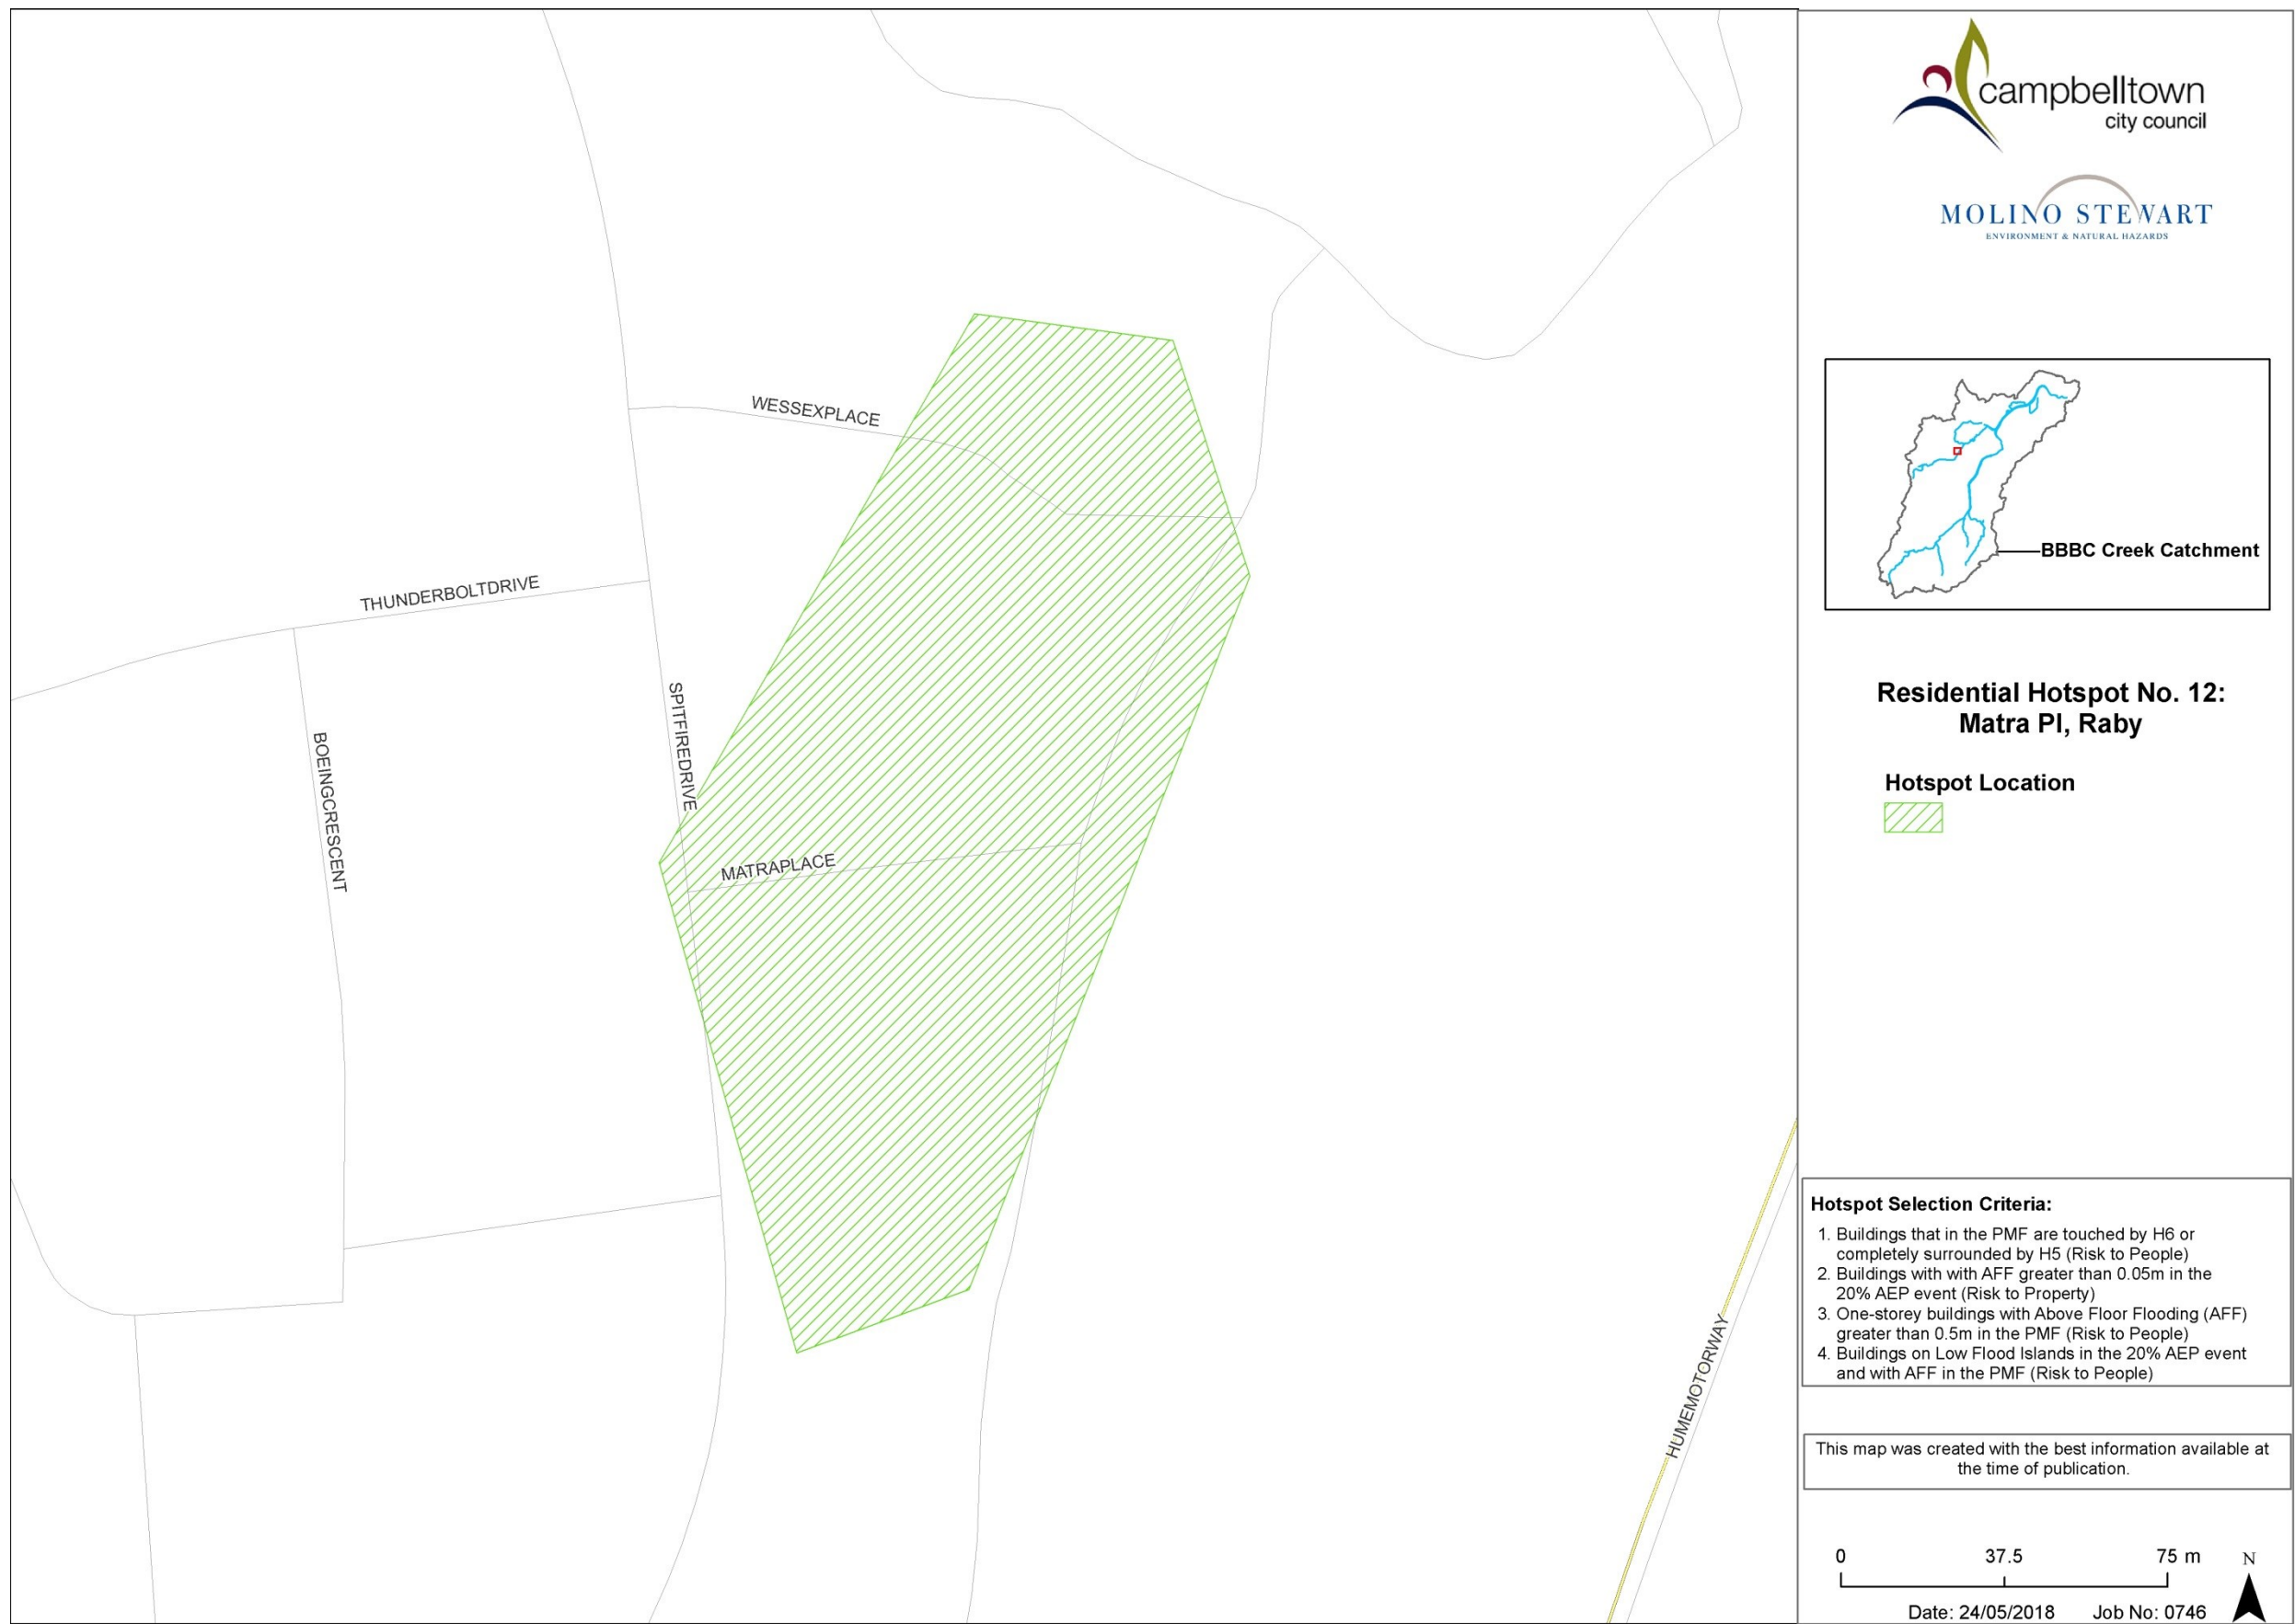 WESSEXPLACE
THUNDERBOLTDRIVE
SPITFIREDRIVE
BOEINGCRESCENT
MATRAPLACE
HUMEMOTORWAY
campbelltown
city council
MOLINO STEWART
ENVIRONMENT & NATURAL HAZARDS
BBBC Creek Catchment
Residential Hotspot No. 12:
Matra Pl, Raby
Hotspot Location
Hotspot Selection Criteria:
1. Buildings that in the PMF are touched by H6 or
completely surrounded by H5 (Risk to People)
2. Buildings with with AFF greater than 0.05m in the
20% AEP event (Risk to Property)
3. One-storey buildings with Above Floor Flooding (AFF)
greater than 0.5m in the PMF (Risk to People)
4. Buildings on Low Flood Islands in the 20% AEP event
and with AFF in the PMF (Risk to People)
This map was created with the best information available at
the time of publication.
0 37.5 75 m N
Date: 24/05/2018 Job No: 0746